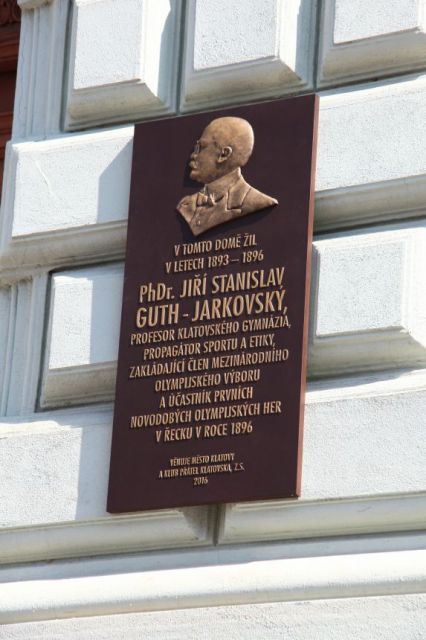 V TOMTO DOMĚ ŽIL
V LETECH 1893 – 1896
PhDr. JIŘÍ STANISLAV
GUTH - JARKOVSKÝ,
PROFESOR KLATOVSKÉHO GYMNÁZIA,
PROPAGÁTOR SPORTU A ETIKY,
ZAKLÁDAJÍCÍ ČLEN MEZINÁRODNÍHO
OLYMPIJSKÉHO VÝBORU
A ÚČASTNÍK PRVNÍCH
NOVODOBÝCH OLYMPIJSKÝCH HER
V ŘECKU V ROCE 1896
VĚNUJE MĚSTO KLATOVY
A KLUB PŘÁTEL KLATOVSKA, Z.S.
2016